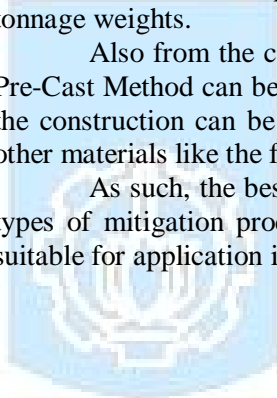 tonnage weights.
Also from the c
Pre-Cast Method can be
the construction can be
other materials like the f
As such, the bes
types of mitigation proc
suitable for application i